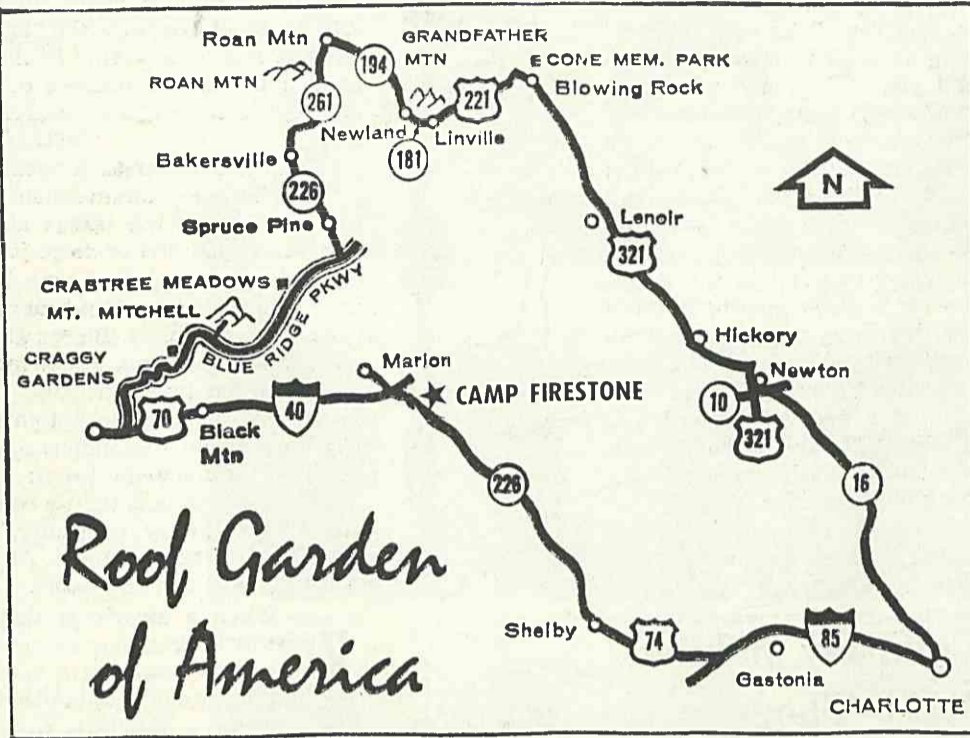 Roan Mtn
194
GRANDFATHER
MTN
E CONE MEM. PARK
Blowing Rock
ROAN MTN
261
221
Newland
Linville
181
Bakersville
226
N
Spruce Pine
Lenoir
321
CRABTREE MEADOWS
MT. MITCHELL
BLUE RIDGE PKWY
CRAGGY
GARDENS
Hickory
Marion
Newton
CAMP FIRESTONE
10
321
70
Black
Mtn
40
226
16
Roof Garden
of America
Shelby
74
Gastonia
85
CHARLOTTE